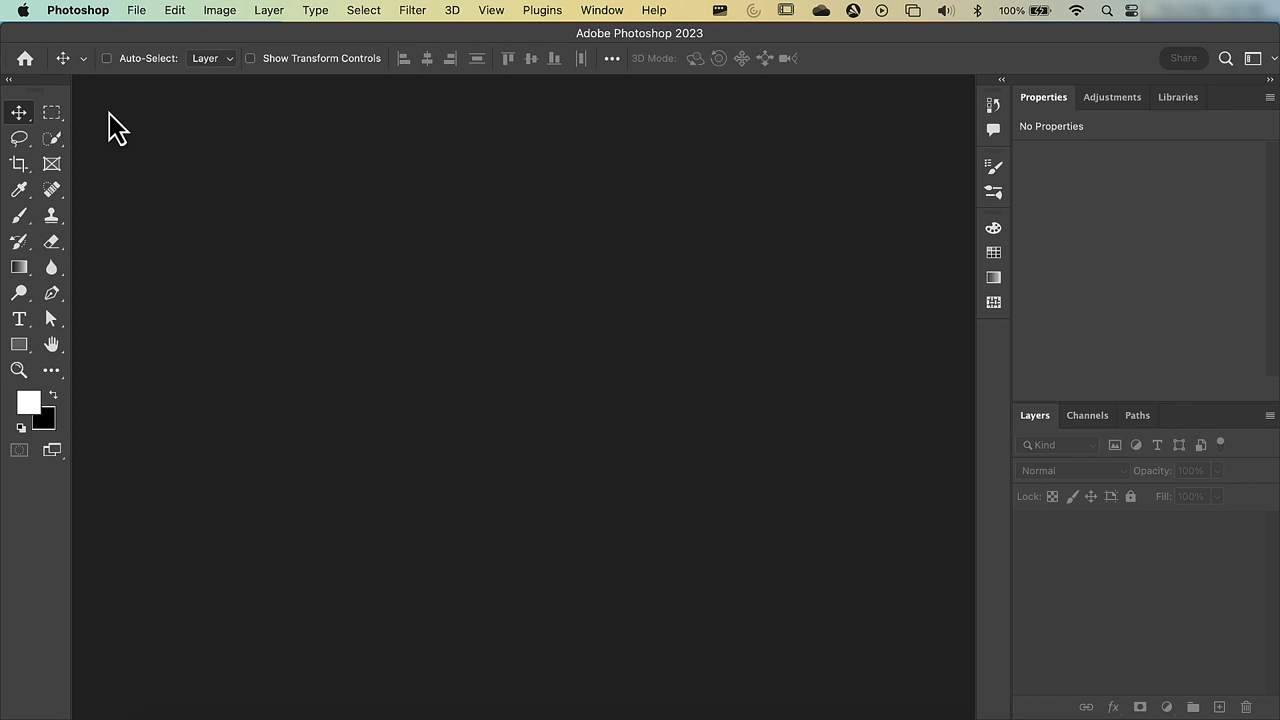 Photoshop File Edit Image Layer Type Select Filter 3D View Plugins Window Help 100%
Adobe Photoshop 2023
Auto-Select: Layer Show Transform Controls 3D Mode: Share
Properties Adjustments Libraries
No Properties
Layers Channels Paths
Kind
Normal Opacity: 100%
Lock: Fill: 100%